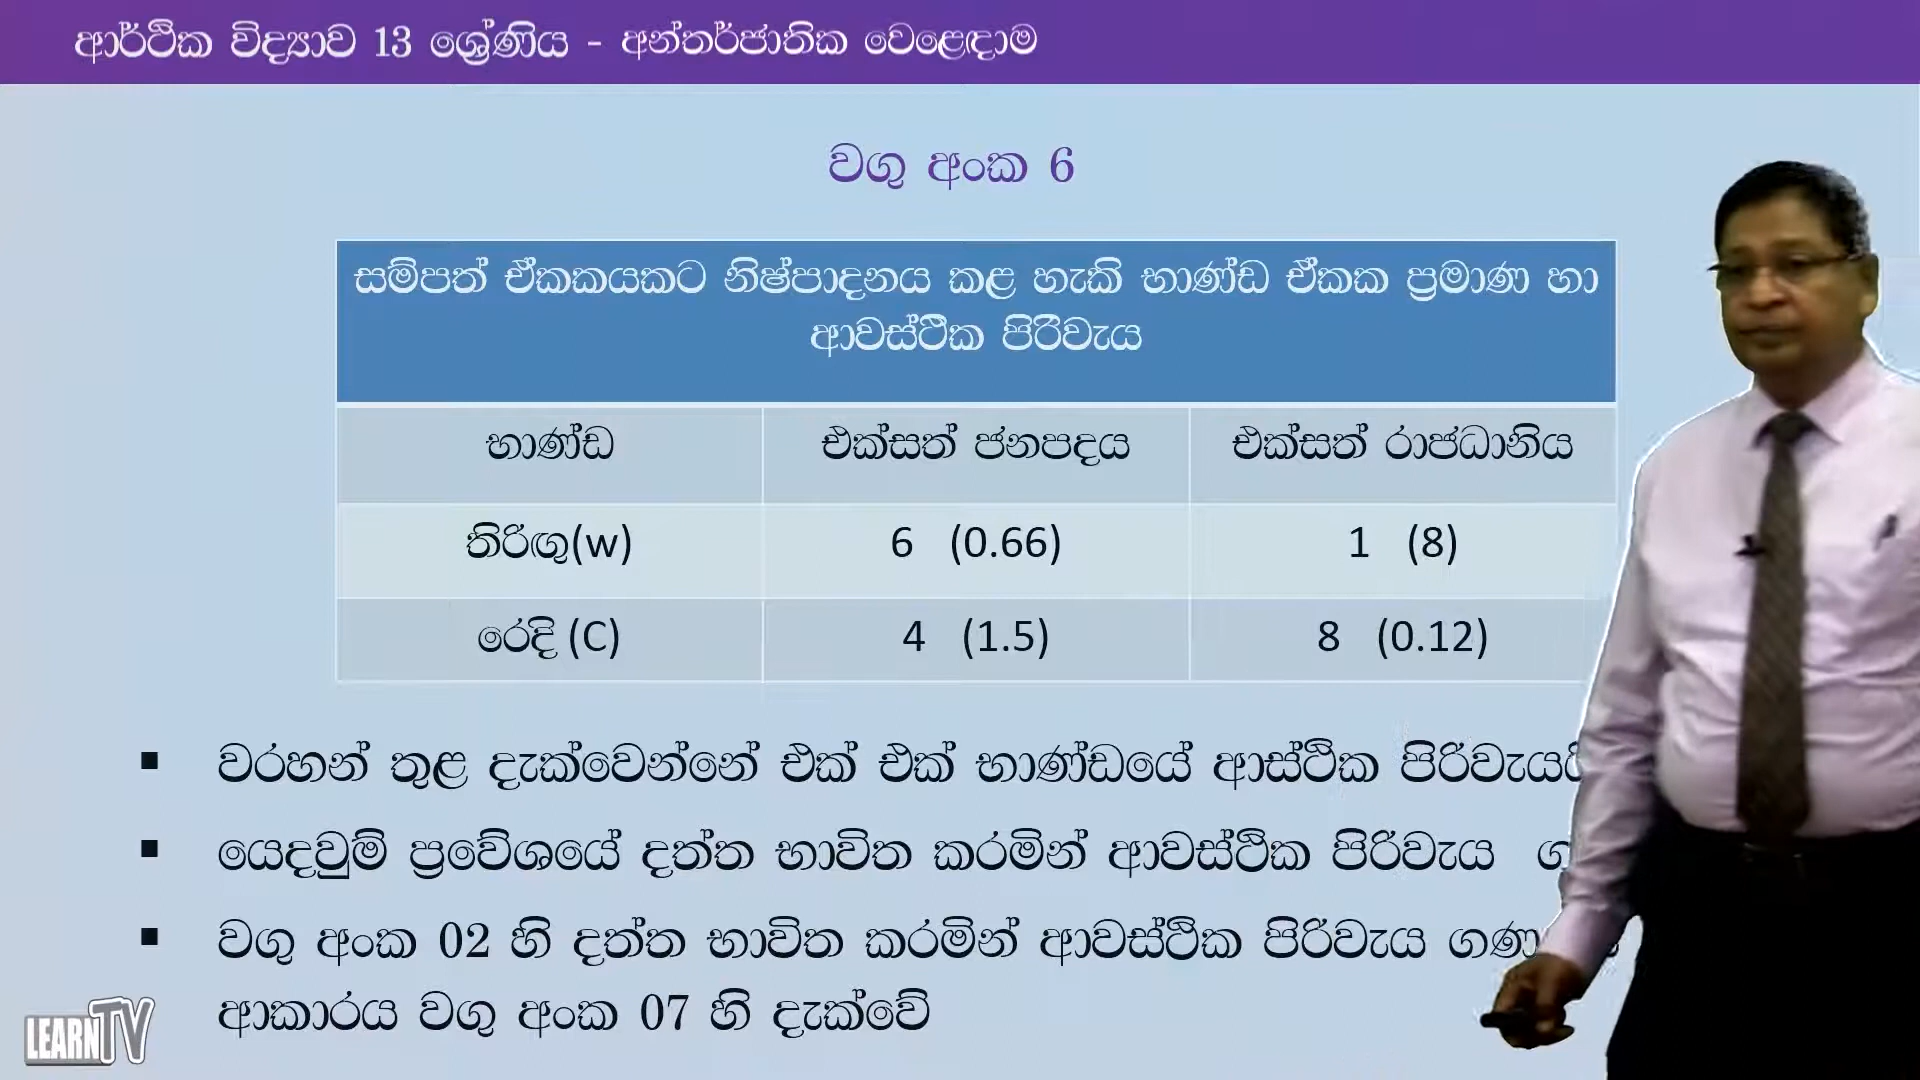 ආර්ථික විද්‍යාව 13 ශ්‍රේණිය - අන්තර්ජාතික වෙළෙඳාම
වගු අංක 6
සම්පත් ඒකකයකට නිෂ්පාදනය කළ හැකි භාණ්ඩ ඒකක ප්‍රමාණ හා
ආවස්ථික පිරිවැය
භාණ්ඩ එක්සත් ජනපදය එක්සත් රාජධානිය
තිරිඟු(w) 6 (0.66) 1 (8)
රෙදි (C) 4 (1.5) 8 (0.12)
▪ වරහන් තුළ දැක්වෙන්නේ එක් එක් භාණ්ඩයේ ආස්ථික
▪ යෙදවුම් ප්‍රවේශයේ දත්ත භාවිත කරමින් ආවස්ථික පිරිවැය
▪ වගු අංක 02 හි දත්ත භාවිත කරමින් ආවස්ථික පිරිවැය
ආකාරය වගු අංක 07 හි දැක්වේ
LEARN TV